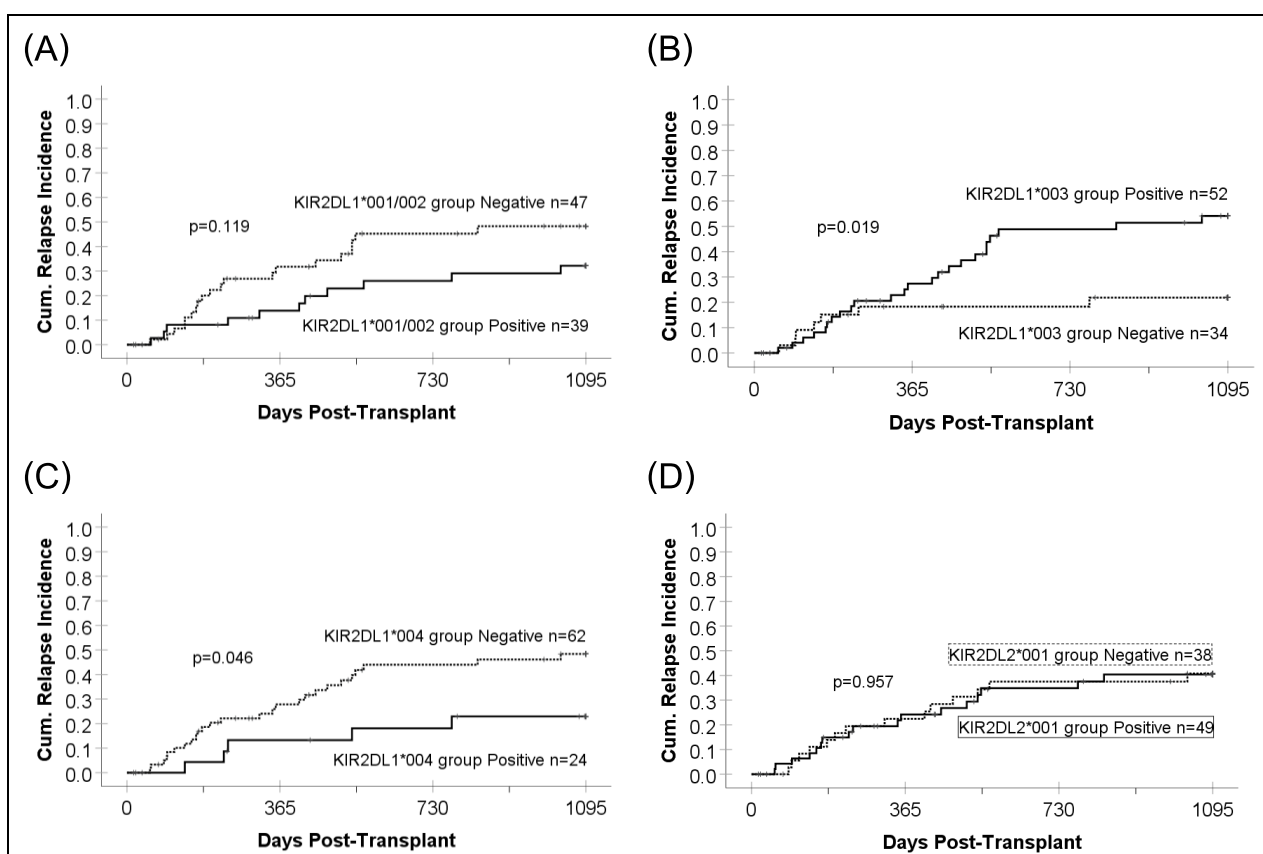 (A)
Cum. Relapse Incidence
1.0
0.9
0.8
0.7
0.6
0.5
0.4
0.3
0.2
0.1
0.0
KIR2DL1*001/002 group Negative n=47
p=0.119
KIR2DL1*001/002 group Positive n=39
0 365 730 1095
Days Post-Transplant
(B)
Cum. Relapse Incidence
1.0
0.9
0.8
0.7
0.6
0.5
0.4
0.3
0.2
0.1
0.0
KIR2DL1*003 group Positive n=52
p=0.019
KIR2DL1*003 group Negative n=34
0 365 730 1095
Days Post-Transplant
(C)
Cum. Relapse Incidence
1.0
0.9
0.8
0.7
0.6
0.5
0.4
0.3
0.2
0.1
0.0
KIR2DL1*004 group Negative n=62
p=0.046
KIR2DL1*004 group Positive n=24
0 365 730 1095
Days Post-Transplant
(D)
Cum. Relapse Incidence
1.0
0.9
0.8
0.7
0.6
0.5
0.4
0.3
0.2
0.1
0.0
KIR2DL2*001 group Negative n=38
p=0.957
KIR2DL2*001 group Positive n=49
0 365 730 1095
Days Post-Transplant